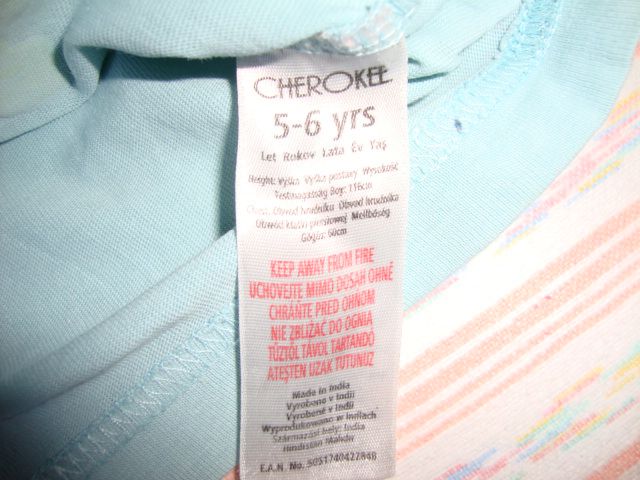 CHEROKEE
5-6 yrs
Let Rokov Lata Év Yaş
Height: Výška Výška postavy Wysokość
Testmagasság Boy: 116cm
Chest: Obvod hrudníku Obvod hrudníka
Obwód klatki piersiowej Mellbőség
Göğüs: 60cm
KEEP AWAY FROM FIRE
UCHOVEJTE MIMO DOSAH OHNĚ
CHRÁŇTE PRED OHŇOM
NIE ZBLIŻAĆ DO OGNIA
TŰZTŐL TÁVOL TARTANDÓ
ATEŞTEN UZAK TUTUNUZ
Made in India
Vyrobeno v Indii
Vyrobené v Indii
Wyprodukowano w Indiach
Származási hely: India
Hindistan Malıdır
E.A.N. No. 5051740427848